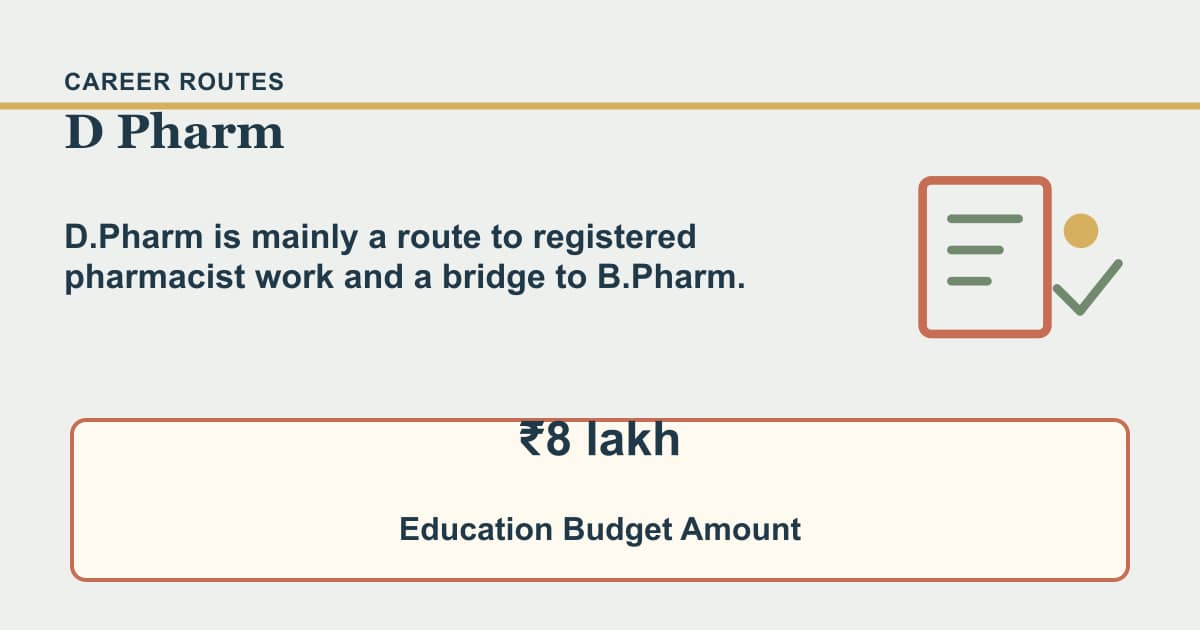 CAREER ROUTES
D Pharm
D.Pharm is mainly a route to registered
pharmacist work and a bridge to B.Pharm.
₹8 lakh
Education Budget Amount